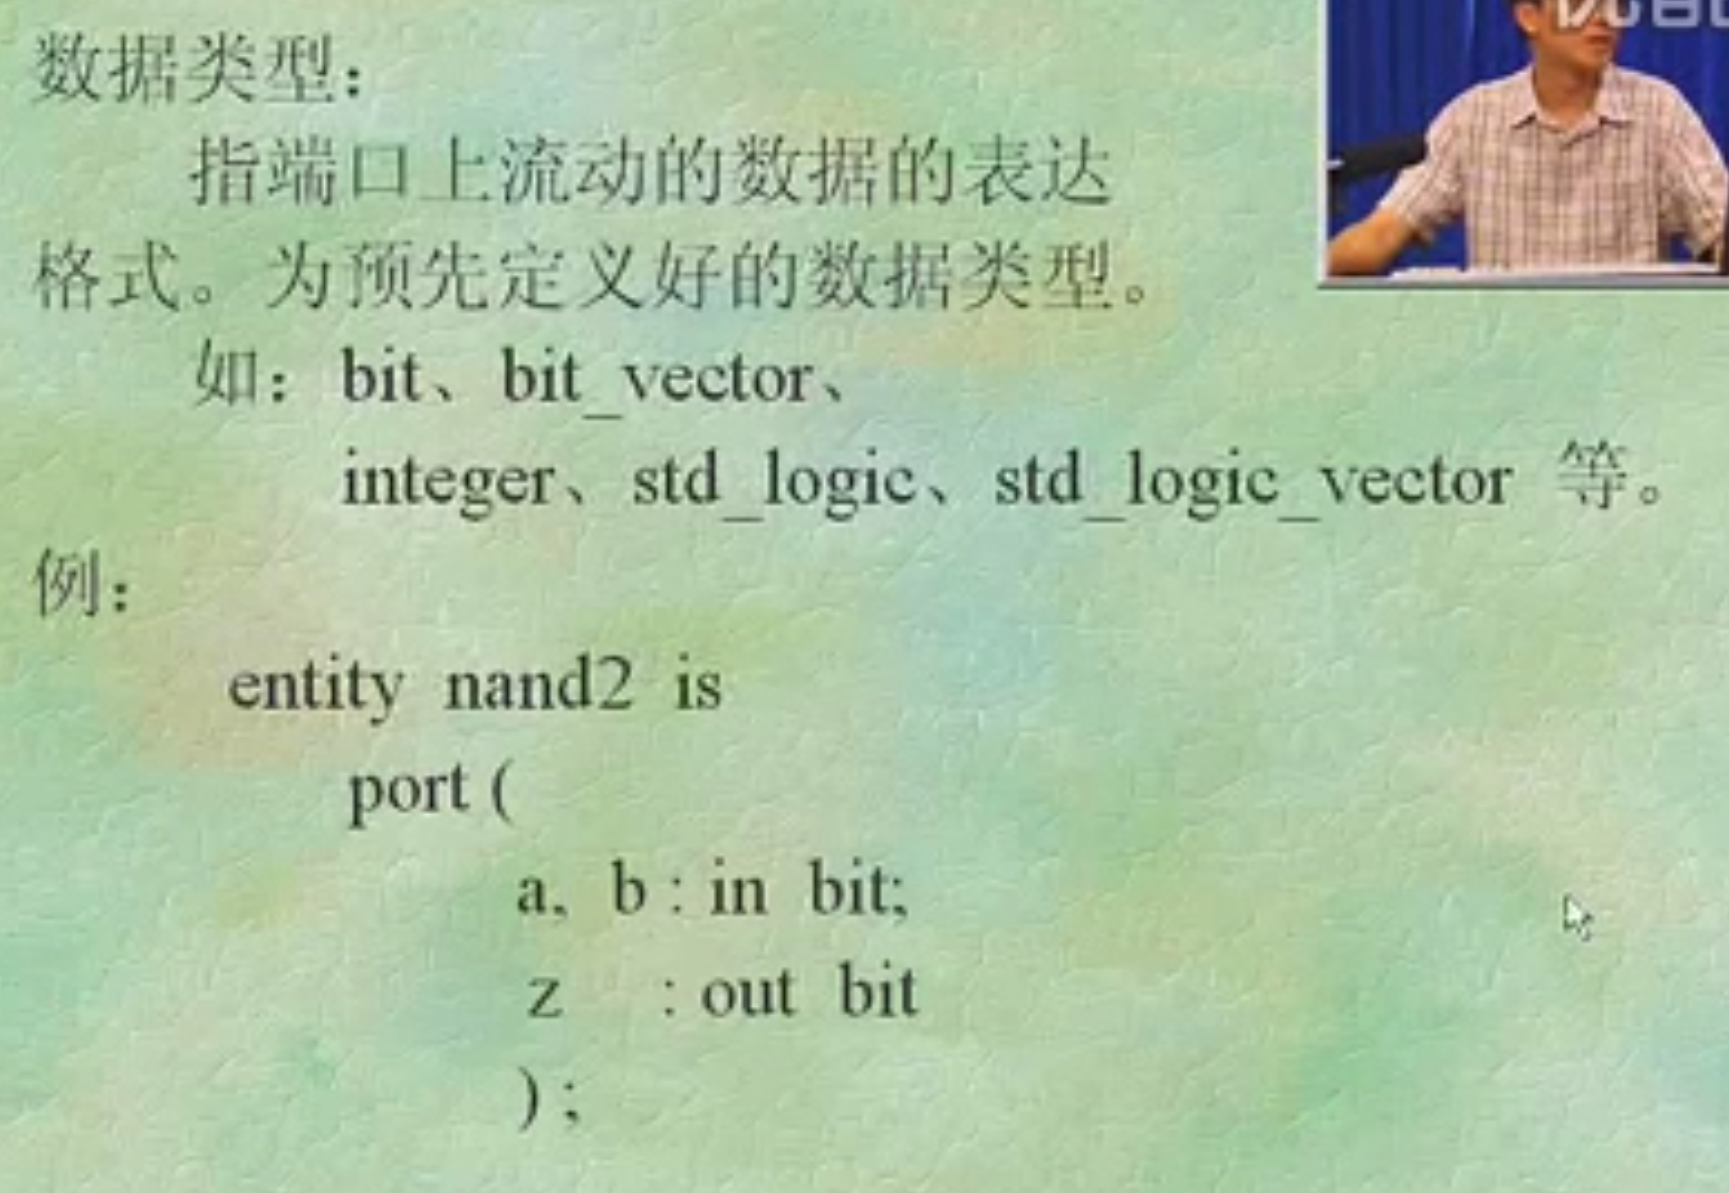 数据类型：
指端口上流动的数据的表达
格式。为预先定义好的数据类型。
如：bit、bit_vector、
integer、std_logic、std_logic_vector 等。
例：
entity nand2 is
port (
a, b : in bit;
z : out bit
) ;